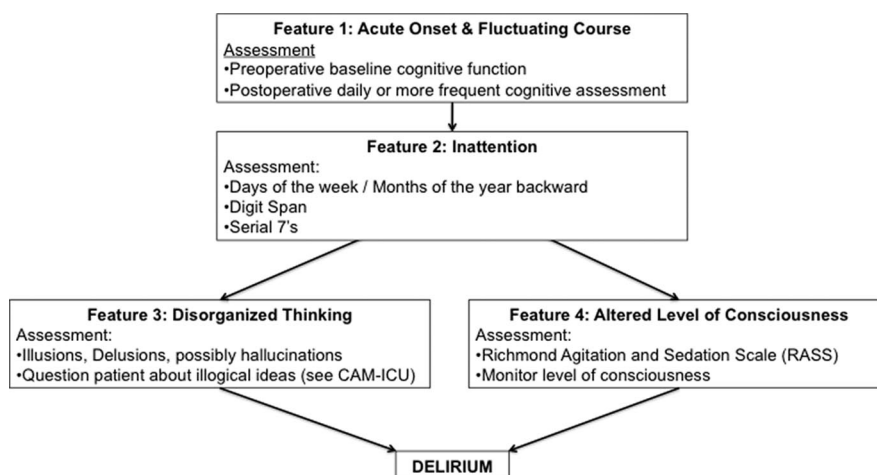 Feature 1: Acute Onset & Fluctuating Course
Assessment
•Preoperative baseline cognitive function
•Postoperative daily or more frequent cognitive assessment
Feature 2: Inattention
Assessment:
•Days of the week / Months of the year backward
•Digit Span
•Serial 7's
Feature 3: Disorganized Thinking
Assessment:
•Illusions, Delusions, possibly hallucinations
•Question patient about illogical ideas (see CAM-ICU)
Feature 4: Altered Level of Consciousness
Assessment:
•Richmond Agitation and Sedation Scale (RASS)
•Monitor level of consciousness
DELIRIUM